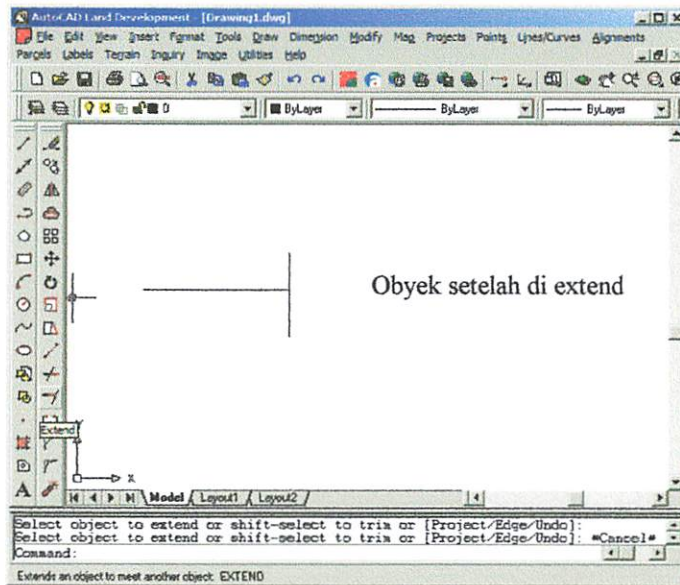 AutoCAD Land Development - [Drawing1.dwg]
File Edit View Insert Format Tools Draw Dimension Modify Map Projects Points Lines/Curves Alignments
Parcels Labels Terrain Inquiry Image Utilities Help
0 ByLayer ByLayer ByLayer
Obyek setelah di extend
Extend
Y
X
A
Model Layout1 Layout2
Select object to extend or shift-select to trim or [Project/Edge/Undo]:
Select object to extend or shift-select to trim or [Project/Edge/Undo]: *Cancel*
Command:
Extends an object to meet another object: EXTEND